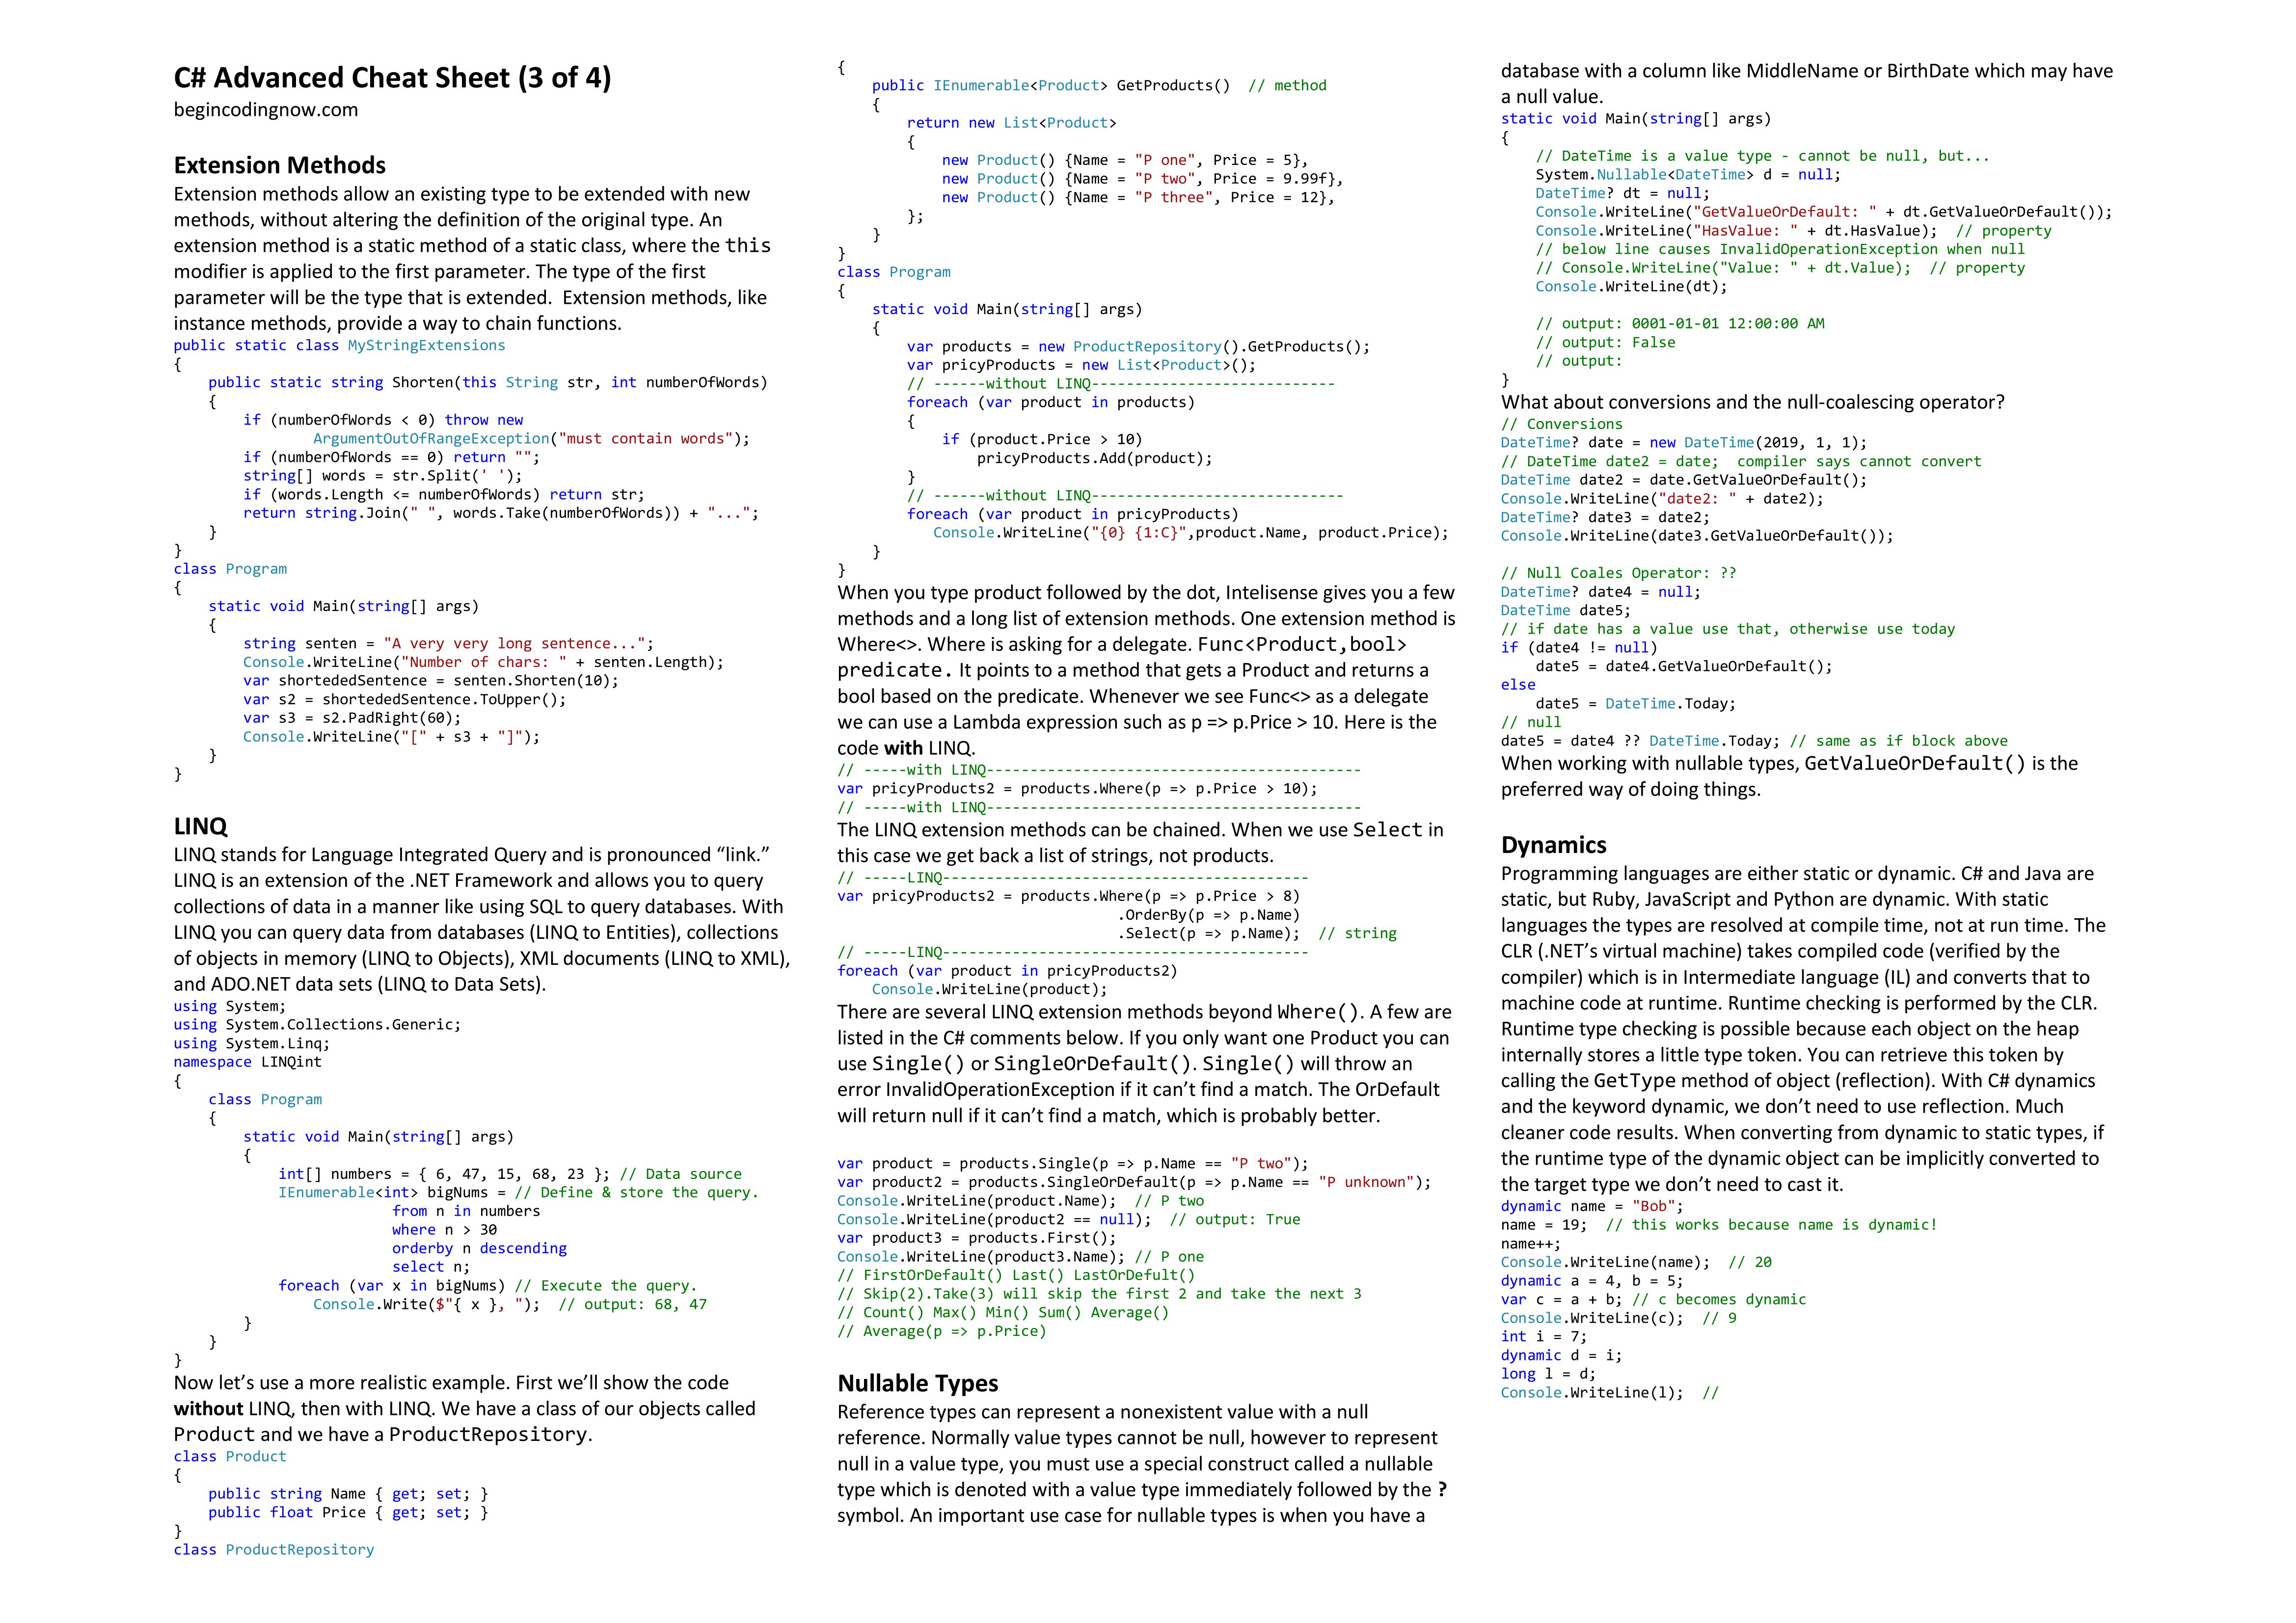 C# Advanced Cheat Sheet (3 of 4)
begincodingnow.com
Extension Methods
Extension methods allow an existing type to be extended with new
methods, without altering the definition of the original type. An
extension method is a static method of a static class, where the this
modifier is applied to the first parameter. The type of the first
parameter will be the type that is extended.  Extension methods, like
instance methods, provide a way to chain functions.
public static class MyStringExtensions
{
    public static string Shorten(this String str, int numberOfWords)
    {
        if (numberOfWords < 0) throw new
                ArgumentOutOfRangeException("must contain words");
        if (numberOfWords == 0) return "";
        string[] words = str.Split(' ');
        if (words.Length <= numberOfWords) return str;
        return string.Join(" ", words.Take(numberOfWords)) + "...";
    }
}
class Program
{
    static void Main(string[] args)
    {
        string senten = "A very very long sentence...";
        Console.WriteLine("Number of chars: " + senten.Length);
        var shortededSentence = senten.Shorten(10);
        var s2 = shortededSentence.ToUpper();
        var s3 = s2.PadRight(60);
        Console.WriteLine("[" + s3 + "]");
    }
}
LINQ
LINQ stands for Language Integrated Query and is pronounced “link.”
LINQ is an extension of the .NET Framework and allows you to query
collections of data in a manner like using SQL to query databases. With
LINQ you can query data from databases (LINQ to Entities), collections
of objects in memory (LINQ to Objects), XML documents (LINQ to XML),
and ADO.NET data sets (LINQ to Data Sets).
using System;
using System.Collections.Generic;
using System.Linq;
namespace LINQint
{
    class Program
    {
        static void Main(string[] args)
        {
            int[] numbers = { 6, 47, 15, 68, 23 }; // Data source
            IEnumerable<int> bigNums = // Define & store the query.
                         from n in numbers
                         where n > 30
                         orderby n descending
                         select n;
            foreach (var x in bigNums) // Execute the query.
                Console.Write($"{ x }, ");  // output: 68, 47
        }
    }
}
Now let’s use a more realistic example. First we’ll show the code
without LINQ, then with LINQ. We have a class of our objects called
Product and we have a ProductRepository.
class Product
{
    public string Name { get; set; }
    public float Price { get; set; }
}
class ProductRepository
{
    public IEnumerable<Product> GetProducts()  // method
    {
        return new List<Product>
        {
            new Product() {Name = "P one", Price = 5},
            new Product() {Name = "P two", Price = 9.99f},
            new Product() {Name = "P three", Price = 12},
        };
    }
}
class Program
{
    static void Main(string[] args)
    {
        var products = new ProductRepository().GetProducts();
        var pricyProducts = new List<Product>();
        // ------without LINQ----------------------------
        foreach (var product in products)
        {
            if (product.Price > 10)
                pricyProducts.Add(product);
        }
        // ------without LINQ-----------------------------
        foreach (var product in pricyProducts)
           Console.WriteLine("{0} {1:C}",product.Name, product.Price);
    }
}
When you type product followed by the dot, Intelisense gives you a few
methods and a long list of extension methods. One extension method is
Where<>. Where is asking for a delegate. Func<Product,bool>
predicate. It points to a method that gets a Product and returns a
bool based on the predicate. Whenever we see Func<> as a delegate
we can use a Lambda expression such as p => p.Price > 10. Here is the
code with LINQ.
// -----with LINQ-------------------------------------------
var pricyProducts2 = products.Where(p => p.Price > 10);
// -----with LINQ-------------------------------------------
The LINQ extension methods can be chained. When we use Select in
this case we get back a list of strings, not products.
// -----LINQ------------------------------------------
var pricyProducts2 = products.Where(p => p.Price > 8)
                                .OrderBy(p => p.Name)
                                .Select(p => p.Name);  // string
// -----LINQ------------------------------------------
foreach (var product in pricyProducts2)
    Console.WriteLine(product);
There are several LINQ extension methods beyond Where(). A few are
listed in the C# comments below. If you only want one Product you can
use Single() or SingleOrDefault(). Single() will throw an
error InvalidOperationException if it can’t find a match. The OrDefault
will return null if it can’t find a match, which is probably better.
var product = products.Single(p => p.Name == "P two");
var product2 = products.SingleOrDefault(p => p.Name == "P unknown");
Console.WriteLine(product.Name);  // P two
Console.WriteLine(product2 == null);  // output: True
var product3 = products.First();
Console.WriteLine(product3.Name); // P one
// FirstOrDefault() Last() LastOrDefult()
// Skip(2).Take(3) will skip the first 2 and take the next 3
// Count() Max() Min() Sum() Average()
// Average(p => p.Price)
Nullable Types
Reference types can represent a nonexistent value with a null
reference. Normally value types cannot be null, however to represent
null in a value type, you must use a special construct called a nullable
type which is denoted with a value type immediately followed by the ?
symbol. An important use case for nullable types is when you have a
database with a column like MiddleName or BirthDate which may have
a null value.
static void Main(string[] args)
{
    // DateTime is a value type - cannot be null, but...
    System.Nullable<DateTime> d = null;
    DateTime? dt = null;
    Console.WriteLine("GetValueOrDefault: " + dt.GetValueOrDefault());
    Console.WriteLine("HasValue: " + dt.HasValue);  // property
    // below line causes InvalidOperationException when null
    // Console.WriteLine("Value: " + dt.Value);  // property
    Console.WriteLine(dt);
    // output: 0001-01-01 12:00:00 AM
    // output: False
    // output:
}
What about conversions and the null-coalescing operator?
// Conversions
DateTime? date = new DateTime(2019, 1, 1);
// DateTime date2 = date;  compiler says cannot convert
DateTime date2 = date.GetValueOrDefault();
Console.WriteLine("date2: " + date2);
DateTime? date3 = date2;
Console.WriteLine(date3.GetValueOrDefault());
// Null Coales Operator: ??
DateTime? date4 = null;
DateTime date5;
// if date has a value use that, otherwise use today
if (date4 != null)
    date5 = date4.GetValueOrDefault();
else
    date5 = DateTime.Today;
// null
date5 = date4 ?? DateTime.Today; // same as if block above
When working with nullable types, GetValueOrDefault() is the
preferred way of doing things.
Dynamics
Programming languages are either static or dynamic. C# and Java are
static, but Ruby, JavaScript and Python are dynamic. With static
languages the types are resolved at compile time, not at run time. The
CLR (.NET’s virtual machine) takes compiled code (verified by the
compiler) which is in Intermediate language (IL) and converts that to
machine code at runtime. Runtime checking is performed by the CLR.
Runtime type checking is possible because each object on the heap
internally stores a little type token. You can retrieve this token by
calling the GetType method of object (reflection). With C# dynamics
and the keyword dynamic, we don’t need to use reflection. Much
cleaner code results. When converting from dynamic to static types, if
the runtime type of the dynamic object can be implicitly converted to
the target type we don’t need to cast it.
dynamic name = "Bob";
name = 19;  // this works because name is dynamic!
name++;
Console.WriteLine(name);  // 20
dynamic a = 4, b = 5;
var c = a + b; // c becomes dynamic
Console.WriteLine(c);  // 9
int i = 7;
dynamic d = i;
long l = d;
Console.WriteLine(l);  //